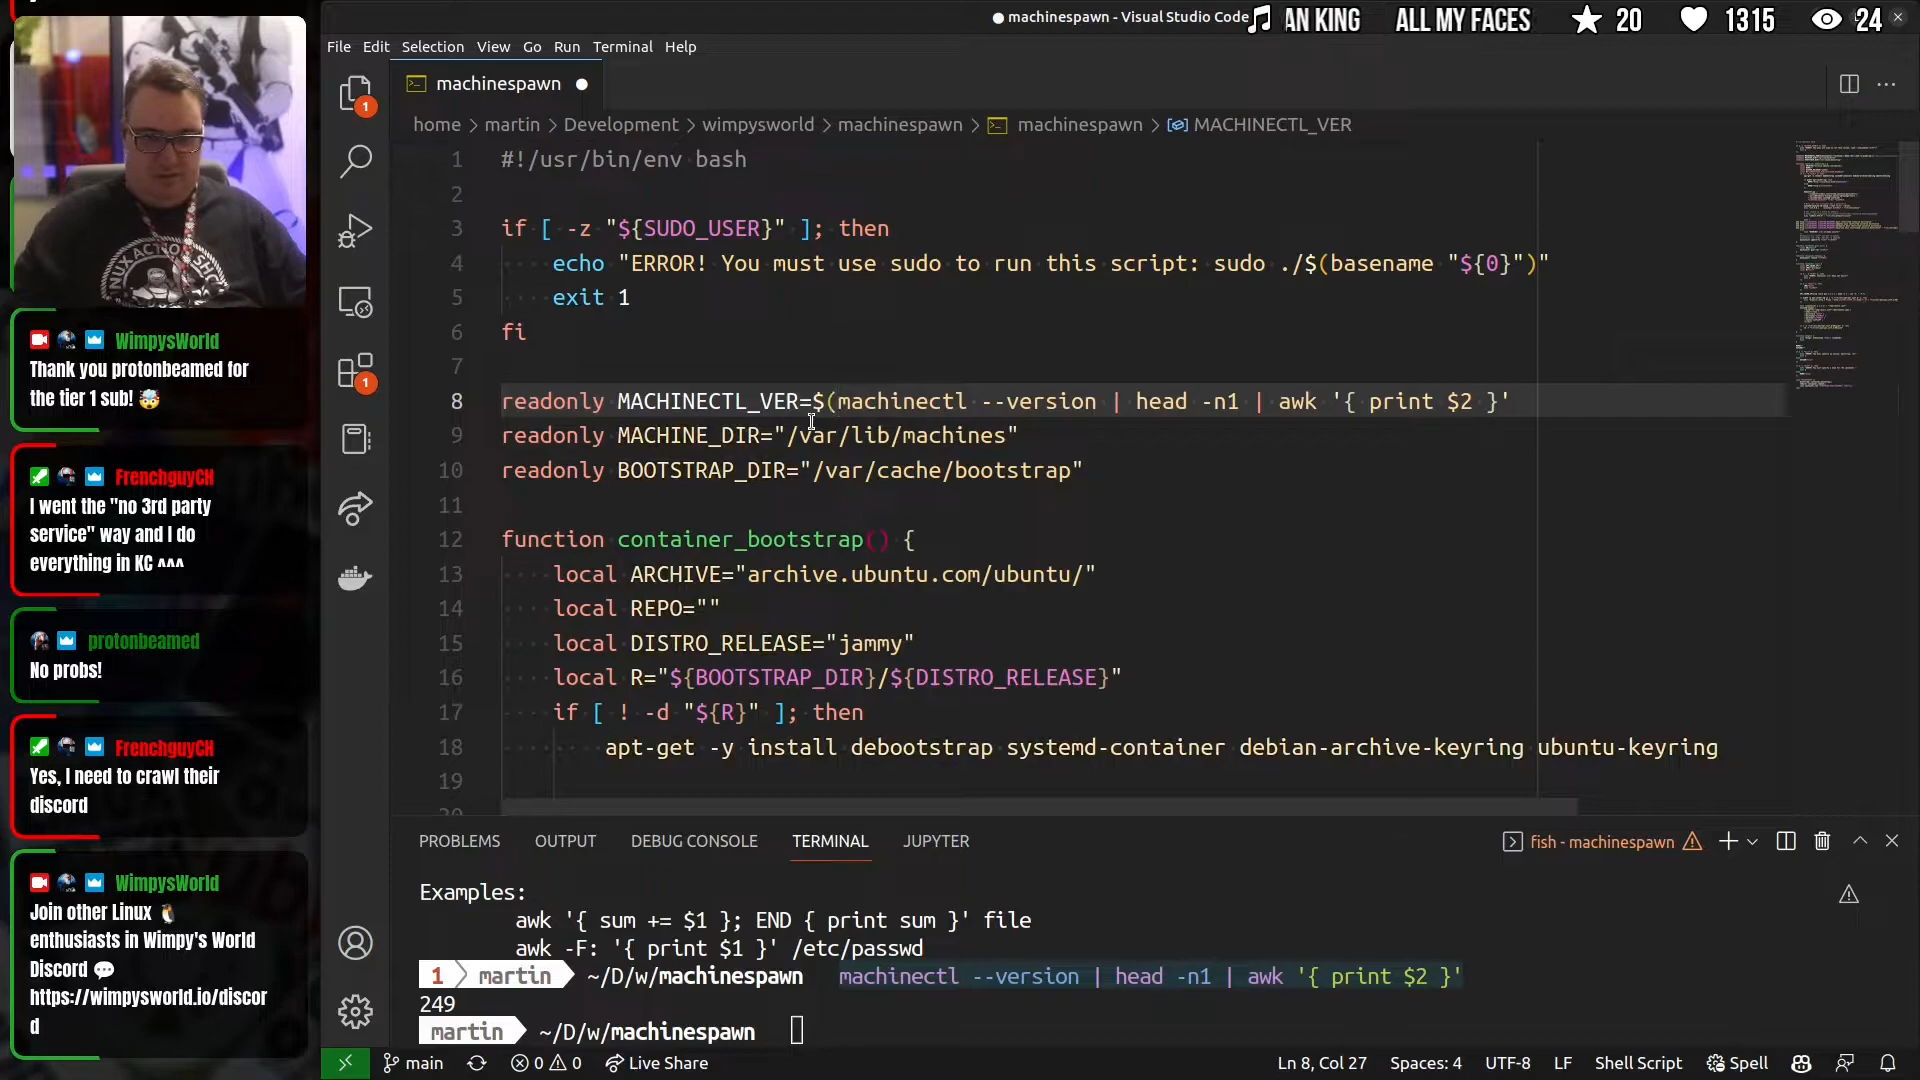 machinespawn - Visual Studio Code
AN KING
ALL MY FACES
20
1315
24
File Edit Selection View Go Run Terminal Help
machinespawn
home > martin > Development > wimpysworld > machinespawn > machinespawn > MACHINECTL_VER
1 #!/usr/bin/env bash
2
3 if [ -z "${SUDO_USER}" ]; then
4 echo "ERROR! You must use sudo to run this script: sudo ./$(basename "${0}")"
5 exit 1
6 fi
7
8 readonly MACHINECTL_VER=$(machinectl --version | head -n1 | awk '{ print $2 }'
9 readonly MACHINE_DIR="/var/lib/machines"
10 readonly BOOTSTRAP_DIR="/var/cache/bootstrap"
11
12 function container_bootstrap() {
13 local ARCHIVE="archive.ubuntu.com/ubuntu/"
14 local REPO=""
15 local DISTRO_RELEASE="jammy"
16 local R="${BOOTSTRAP_DIR}/${DISTRO_RELEASE}"
17 if [ ! -d "${R}" ]; then
18 apt-get -y install debootstrap systemd-container debian-archive-keyring ubuntu-keyring
19
1
1
PROBLEMS OUTPUT DEBUG CONSOLE TERMINAL JUPYTER
fish - machinespawn
Examples:
awk '{ sum += $1 }; END { print sum }' file
awk -F: '{ print $1 }' /etc/passwd
1 martin ~/D/w/machinespawn machinectl --version | head -n1 | awk '{ print $2 }'
249
martin ~/D/w/machinespawn
main 0 0 Live Share
Ln 8, Col 27 Spaces: 4 UTF-8 LF Shell Script Spell
LINUX ACTION SHOW
WimpysWorld
Thank you protonbeamed for
the tier 1 sub! 🤯
FrenchguyCH
I went the "no 3rd party
service" way and I do
everything in KC ^^^
protonbeamed
No probs!
FrenchguyCH
Yes, I need to crawl their
discord
WimpysWorld
Join other Linux 🐧
enthusiasts in Wimpy's World
Discord 💬
https://wimpysworld.io/discor
d